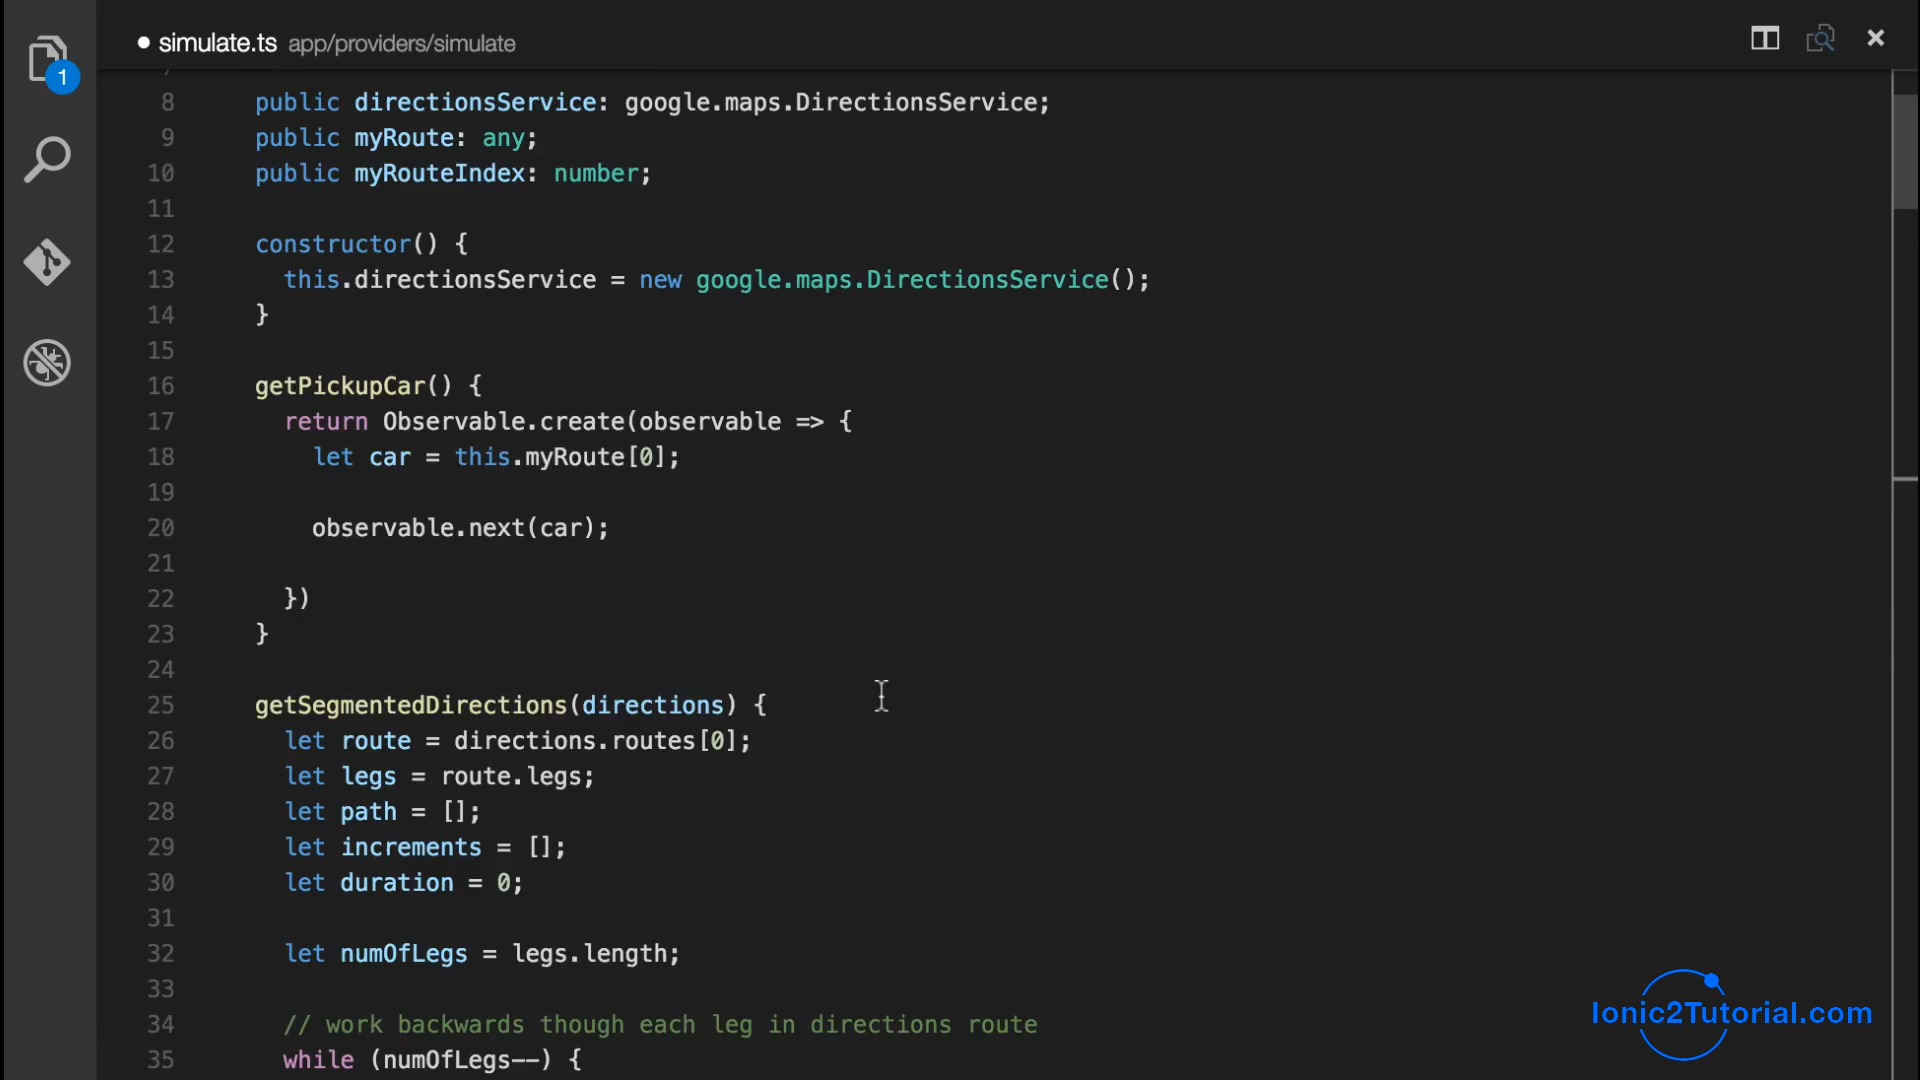 1
● simulate.ts app/providers/simulate
8 public directionsService: google.maps.DirectionsService;
9 public myRoute: any;
10 public myRouteIndex: number;
11
12 constructor() {
13 this.directionsService = new google.maps.DirectionsService();
14 }
15
16 getPickupCar() {
17 return Observable.create(observable => {
18 let car = this.myRoute[0];
19
20 observable.next(car);
21
22 })
23 }
24
25 getSegmentedDirections(directions) {
26 let route = directions.routes[0];
27 let legs = route.legs;
28 let path = [];
29 let increments = [];
30 let duration = 0;
31
32 let numOfLegs = legs.length;
33
34 // work backwards though each leg in directions route
35 while (numOfLegs--) {
Ionic2Tutorial.com